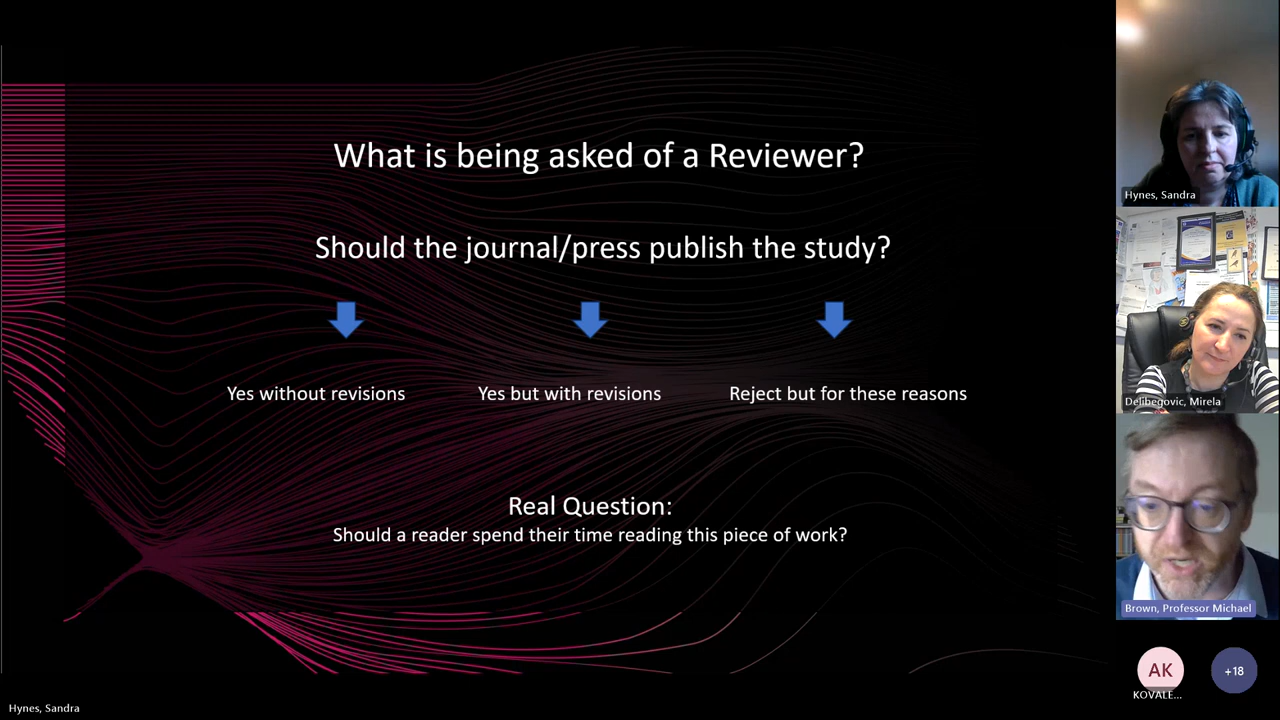 What is being asked of a Reviewer?
Should the journal/press publish the study?
Yes without revisions
Yes but with revisions
Reject but for these reasons
Real Question:
Should a reader spend their time reading this piece of work?
Hynes, Sandra
Hynes, Sandra
Delibegovic, Mirela
Brown, Professor Michael
AK
KOVALE...
+18